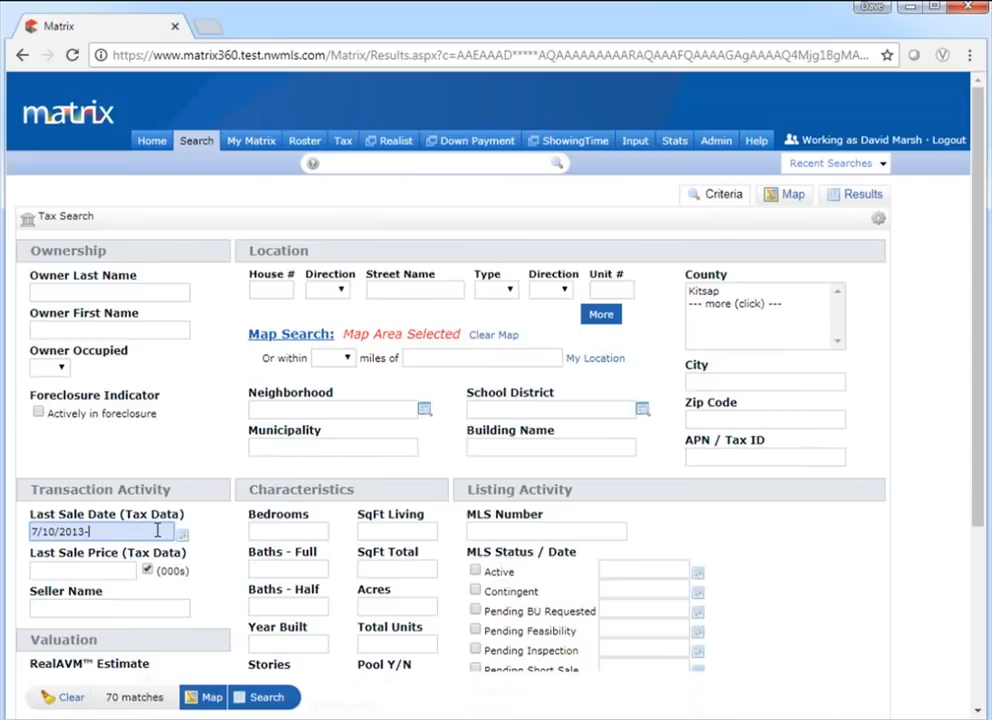 Dave
Matrix
https://www.matrix360.test.nwmls.com/Matrix/Results.aspx?c=AAEAAAD*****AQAAAAAAAAARAQAAAFQAAAAGAgAAAAQ4Mjg1BgMA...
matrix
Home Search My Matrix Roster Tax Realist Down Payment ShowingTime Input Stats Admin Help Working as David Marsh · Logout
Recent Searches
Criteria Map Results
Tax Search
Ownership Location
Owner Last Name House # Direction Street Name Type Direction Unit # County
Kitsap
--- more (click) ---
Owner First Name More
Map Search: Map Area Selected Clear Map
Owner Occupied Or within miles of My Location City
Foreclosure Indicator Neighborhood School District Zip Code
Actively in foreclosure
Municipality Building Name APN / Tax ID
Transaction Activity Characteristics Listing Activity
Last Sale Date (Tax Data) Bedrooms SqFt Living MLS Number
7/10/2013-
Last Sale Price (Tax Data) Baths - Full SqFt Total MLS Status / Date
(000s) Active
Seller Name Baths - Half Acres Contingent
Pending BU Requested
Year Built Total Units Pending Feasibility
Valuation Pending Inspection
RealAVM™ Estimate Stories Pool Y/N Pending Short Sale
Clear 70 matches Map Search